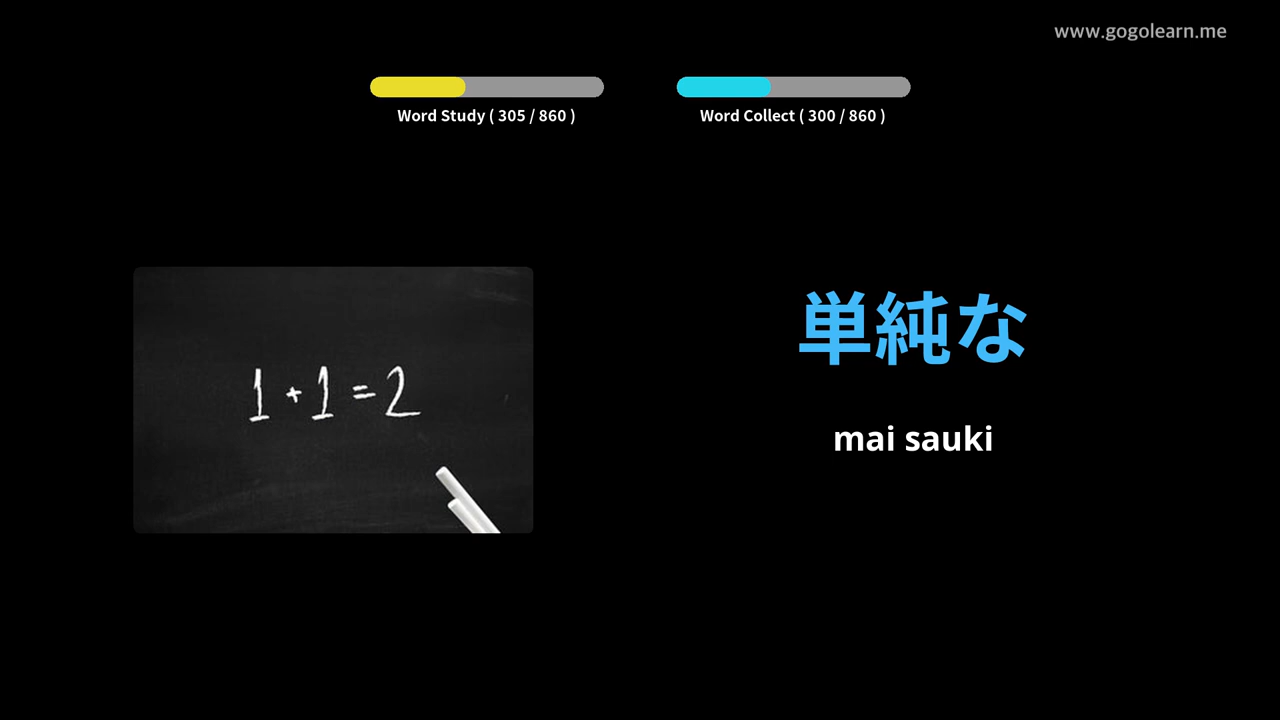 www.gogolearn.me
Word Study ( 305 / 860 )
Word Collect ( 300 / 860 )
1 + 1 = 2
単純な
mai sauki